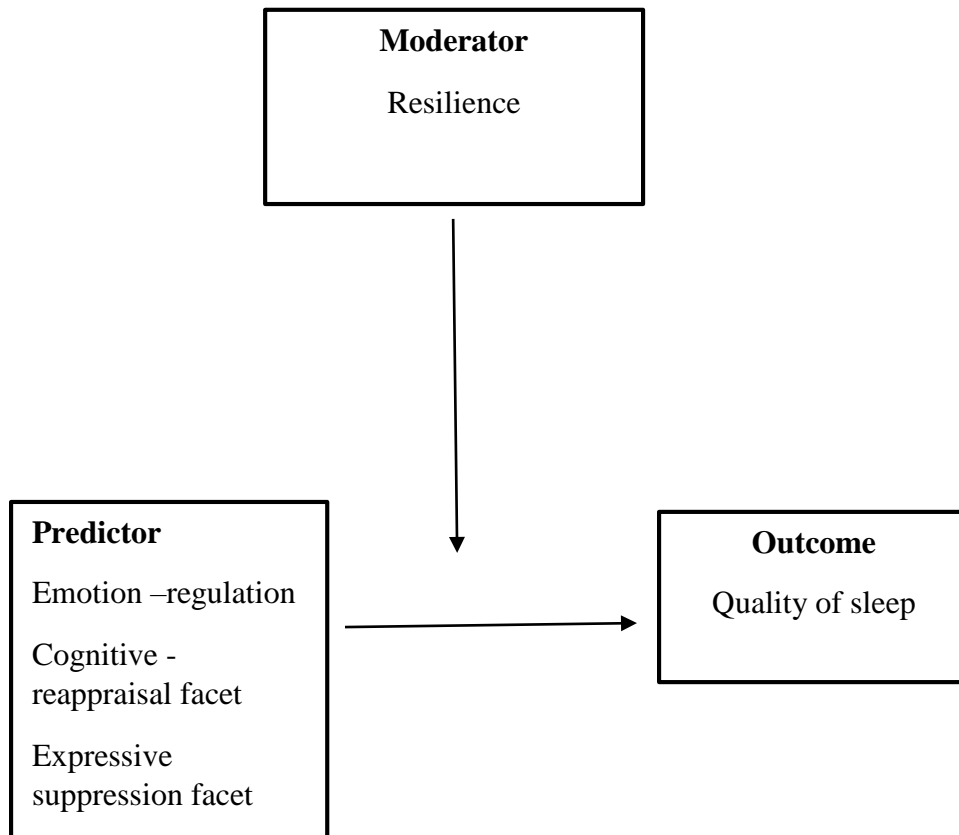 Moderator
Resilience
Predictor
Emotion –regulation
Cognitive -
reappraisal facet
Expressive
suppression facet
Outcome
Quality of sleep